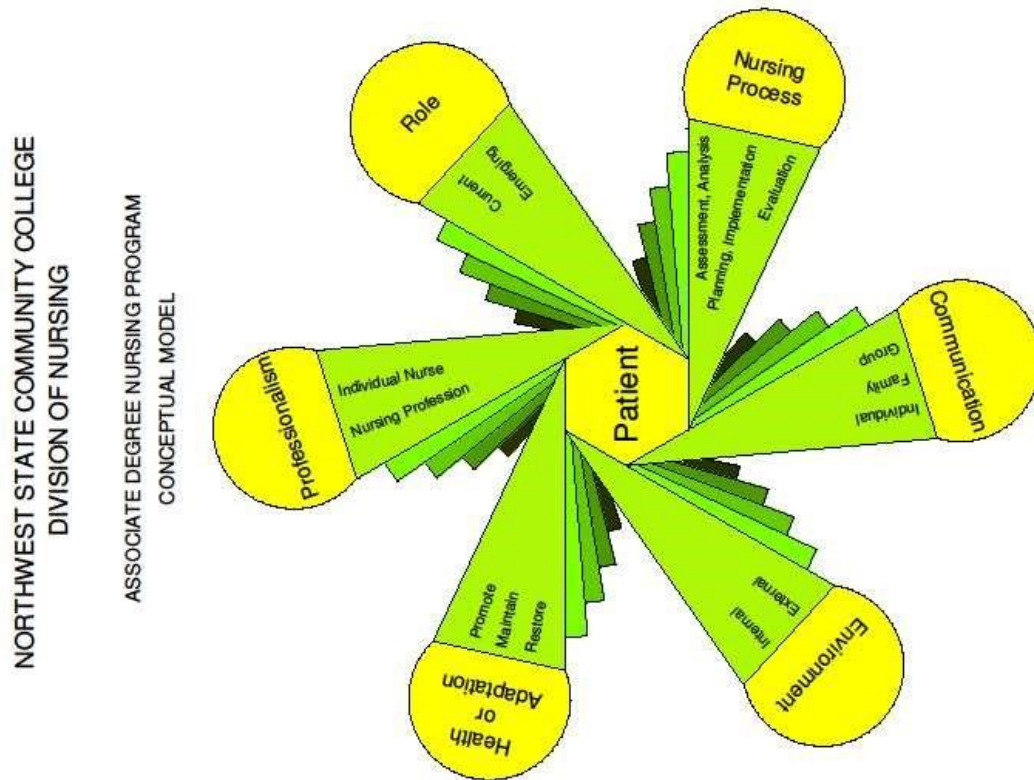 NORTHWEST STATE COMMUNITY COLLEGE
DIVISION OF NURSING
ASSOCIATE DEGREE NURSING PROGRAM
CONCEPTUAL MODEL
Professionalism
Individual Nurse
Nursing Profession
Role
Current
Emerging
Nursing
Process
Assessment, Analysis
Planning, Implementation
Evaluation
Communication
Group
Family
Individual
Environment
External
Internal
Health
or
Adaptation
Promote
Maintain
Restore
Patient